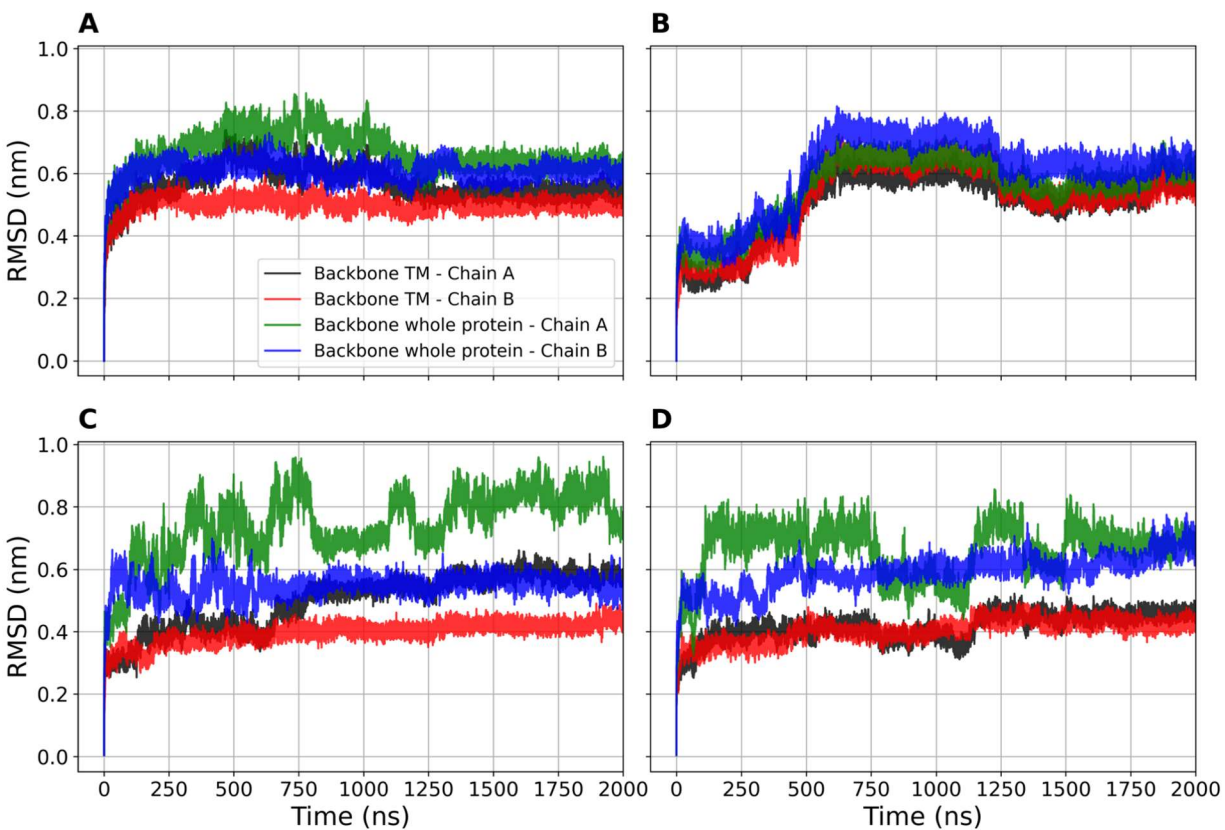 A
B
1.0
0.8
0.6
0.4
0.2
0.0
RMSD (nm)
Backbone TM - Chain A
Backbone TM - Chain B
Backbone whole protein - Chain A
Backbone whole protein - Chain B
C
D
1.0
0.8
0.6
0.4
0.2
0.0
RMSD (nm)
0 250 500 750 1000 1250 1500 1750 2000
0 250 500 750 1000 1250 1500 1750 2000
Time (ns)
Time (ns)